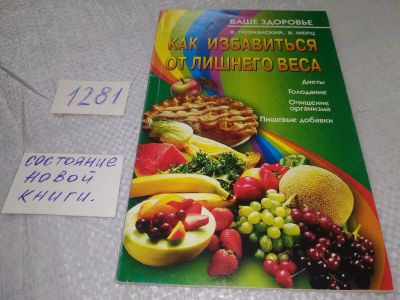 ВАШЕ ЗДОРОВЬЕ
В. ПОЗНАНСКИЙ, В. МЕРЦ
КАК ИЗБАВИТЬСЯ
ОТ ЛИШНЕГО ВЕСА
Диеты
Голодание
Очищение
организма
Пищевые добавки
1281
состояние
новой
книги.